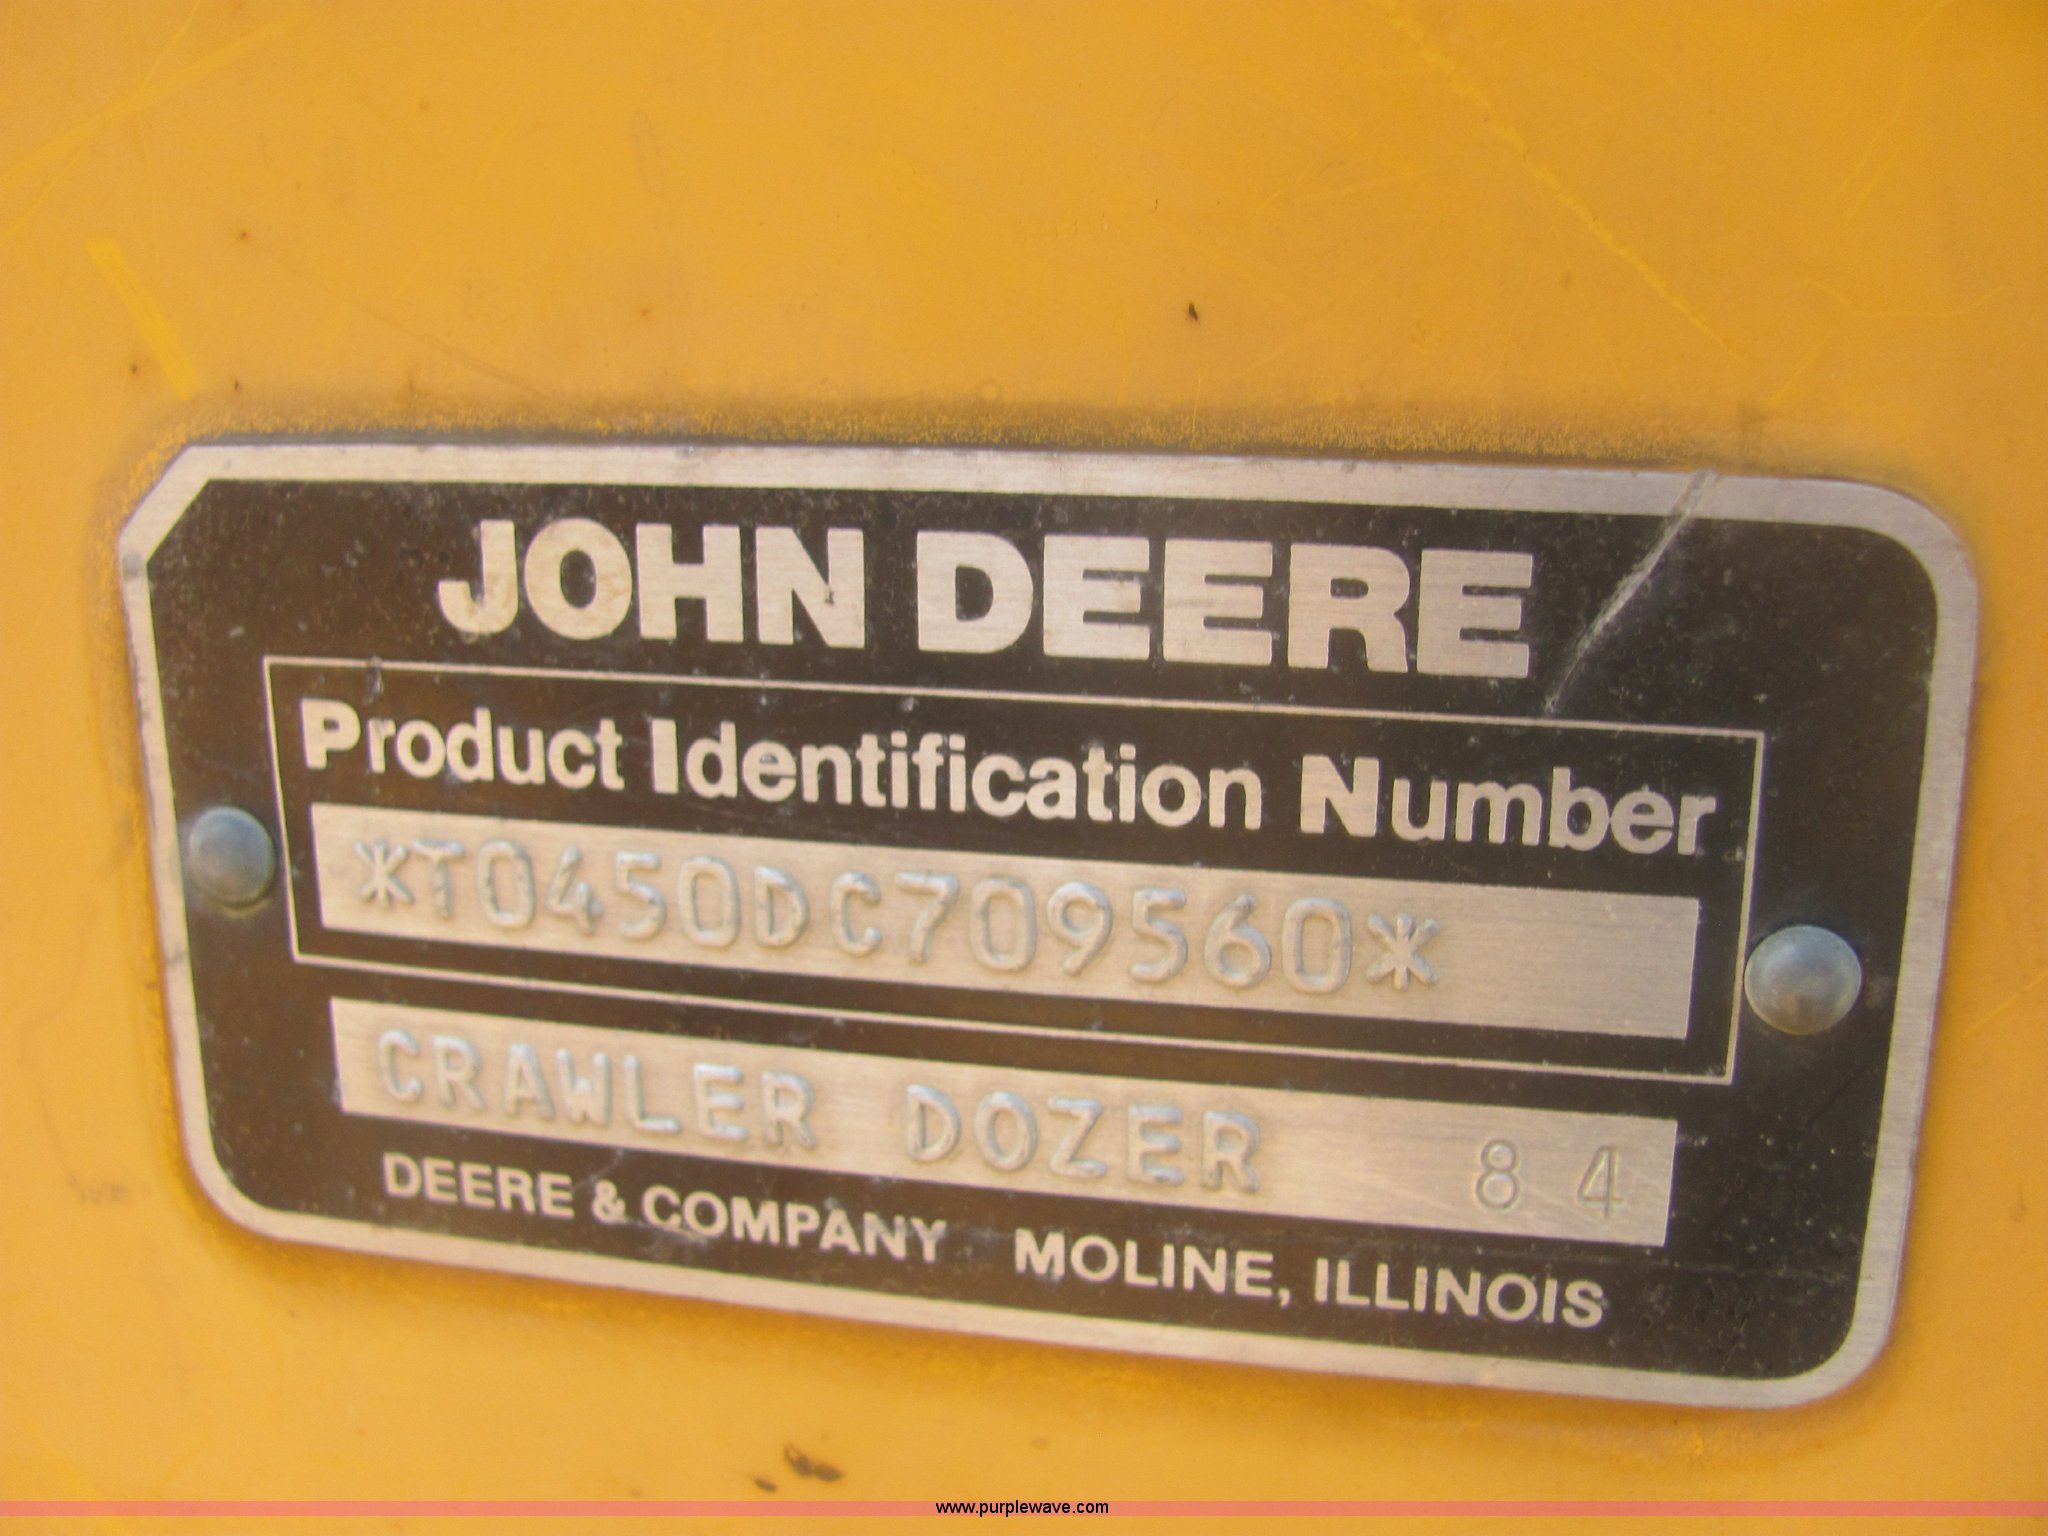 JOHN DEERE
Product Identification Number
*T0450DC709560*
CRAWLER DOZER 84
DEERE & COMPANY MOLINE, ILLINOIS
www.purplewave.com